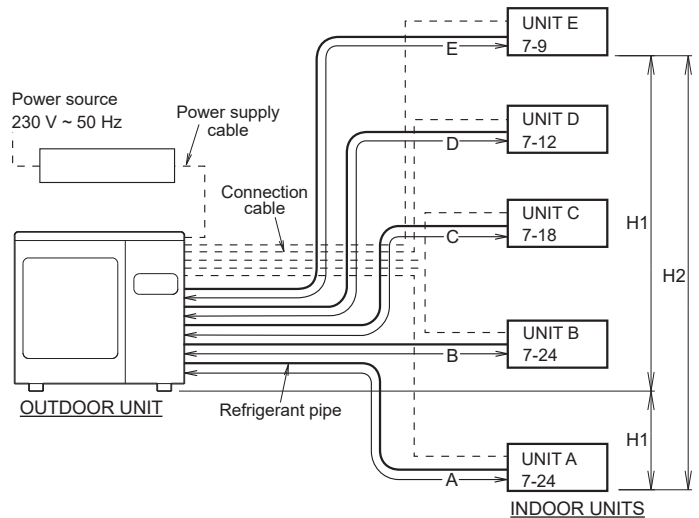 UNIT E
7-9
E
Power source
230 V ~ 50 Hz
Power supply
cable
UNIT D
7-12
D
Connection
cable
UNIT C
7-18
C
H1
H2
UNIT B
7-24
B
OUTDOOR UNIT
Refrigerant pipe
H1
UNIT A
7-24
A
INDOOR UNITS